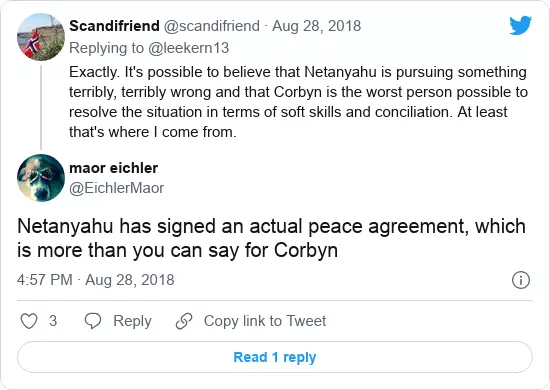 Scandifriend @scandifriend · Aug 28, 2018
Replying to @leekern13
Exactly. It's possible to believe that Netanyahu is pursuing something
terribly, terribly wrong and that Corbyn is the worst person possible to
resolve the situation in terms of soft skills and conciliation. At least
that's where I come from.
maor eichler
@EichlerMaor
Netanyahu has signed an actual peace agreement, which
is more than you can say for Corbyn
4:57 PM · Aug 28, 2018
3 Reply Copy link to Tweet
Read 1 reply